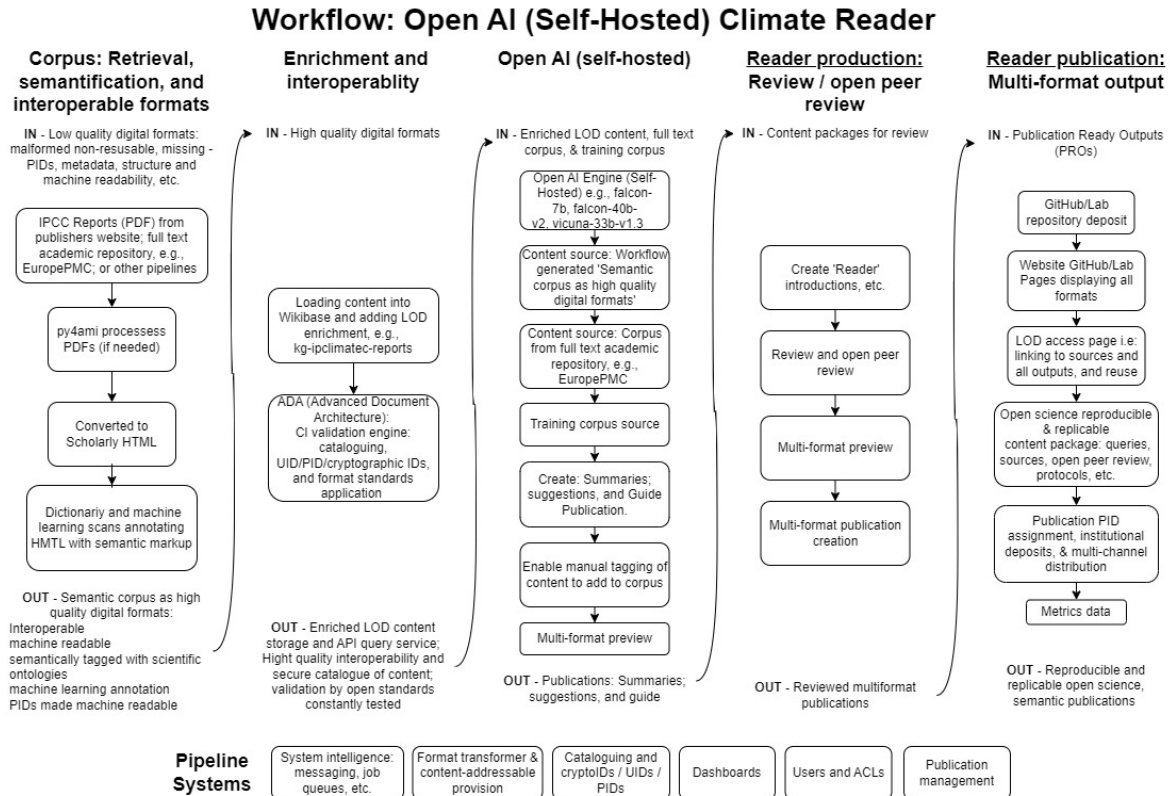 Workflow: Open AI (Self-Hosted) Climate Reader
Corpus: Retrieval,
semantification, and
interoperable formats
IN - Low quality digital formats:
malformed non-resusable, missing -
PIDs, metadata, structure and
machine readability, etc.
IPCC Reports (PDF) from
publishers website; full text
academic repository, e.g.,
EuropePMC; or other pipelines
py4ami processess
PDFs (if needed)
Converted to
Scholarly HTML
Dictionariy and machine
learning scans annotating
HMTL with semantic markup
OUT - Semantic corpus as high
quality digital formats:
Interoperable
machine readable
semantically tagged with scientific
ontologies
machine learning annotation
PIDs made machine readable
Enrichment and
interoperablity
IN - High quality digital formats
Loading content into
Wikibase and adding LOD
enrichment, e.g.,
kg-ipclimatec-reports
ADA (Advanced Document
Architecture):
CI validation engine:
cataloguing,
UID/PID/cryptographic IDs,
and format standards
application
OUT - Enriched LOD content
storage and API query service;
Hight quality interoperability and
secure catalogue of content;
validation by open standards
constantly tested
Open AI (self-hosted)
IN - Enriched LOD content, full text
corpus, & training corpus
Open AI Engine (Self-
Hosted) e.g., falcon-
7b, falcon-40b-
v2, vicuna-33b-v1.3
Content source: Workflow
generated 'Semantic
corpus as high quality
digital formats'
Content source: Corpus
from full text academic
repository, e.g.,
EuropePMC
Training corpus source
Create: Summaries;
suggestions, and Guide
Publication.
Enable manual tagging of
content to add to corpus
Multi-format preview
OUT - Publications: Summaries;
suggestions, and guide
Reader production:
Review / open peer
review
IN - Content packages for review
Create 'Reader'
introductions, etc.
Review and open peer
review
Multi-format preview
Multi-format publication
creation
OUT - Reviewed multiformat
publications
Reader publication:
Multi-format output
IN - Publication Ready Outputs
(PROs)
GitHub/Lab
repository deposit
Website GitHub/Lab
Pages displaying all
formats
LOD access page i.e:
linking to sources and
all outputs, and reuse
Open science reproducible
& replicable
content package: queries,
sources, open peer review,
protocols, etc.
Publication PID
assignment, institutional
deposits, & multi-channel
distribution
Metrics data
OUT - Reproducible and
replicable open science,
semantic publications
Pipeline
Systems
System intelligence:
messaging, job
queues, etc.
Format transformer &
content-addressable
provision
Cataloguing and
cryptoIDs / UIDs /
PIDs
Dashboards
Users and ACLs
Publication
management